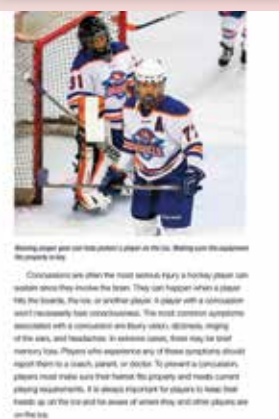 31
A
77
Wearing proper gear can help protect a player on the ice. Making sure the equipment
fits properly is key.
Concussions are often the most serious injury a hockey player can
sustain since they involve the brain. They can happen when a player
hits the boards, the ice, or another player. A player with a concussion
won't necessarily lose consciousness. The most common symptoms
associated with a concussion are blurry vision, dizziness, ringing
of the ears, and headaches. In extreme cases, there may be brief
memory loss. Players who experience any of these symptoms should
report them to a coach, parent, or doctor. To prevent a concussion,
players must make sure their helmet fits properly and meets current
playing requirements. It is always important for players to keep their
heads up on the ice and be aware of where they and other players are
on the ice.